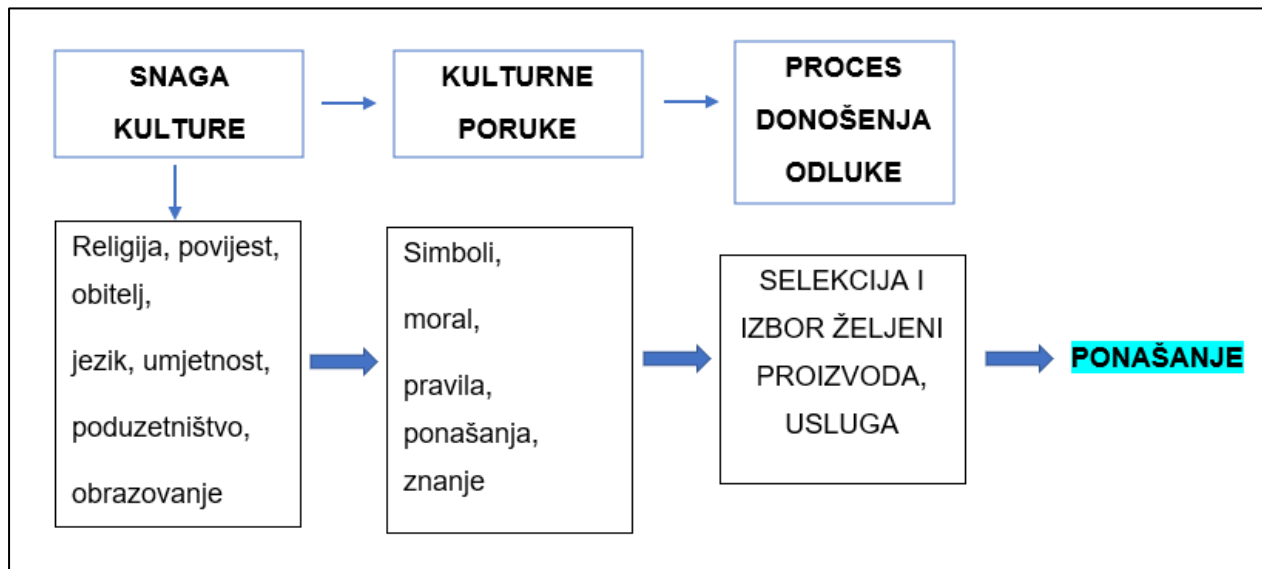 SNAGA
KULTURE
KULTURNE
PORUKE
PROCES
DONOŠENJA
ODLUKE
Religija, povijest,
obitelj,
jezik, umjetnost,
poduzetništvo,
obrazovanje
Simboli,
moral,
pravila,
ponašanja,
znanje
SELEKCIJA I
IZBOR ŽELJENI
PROIZVODA,
USLUGA
PONAŠANJE